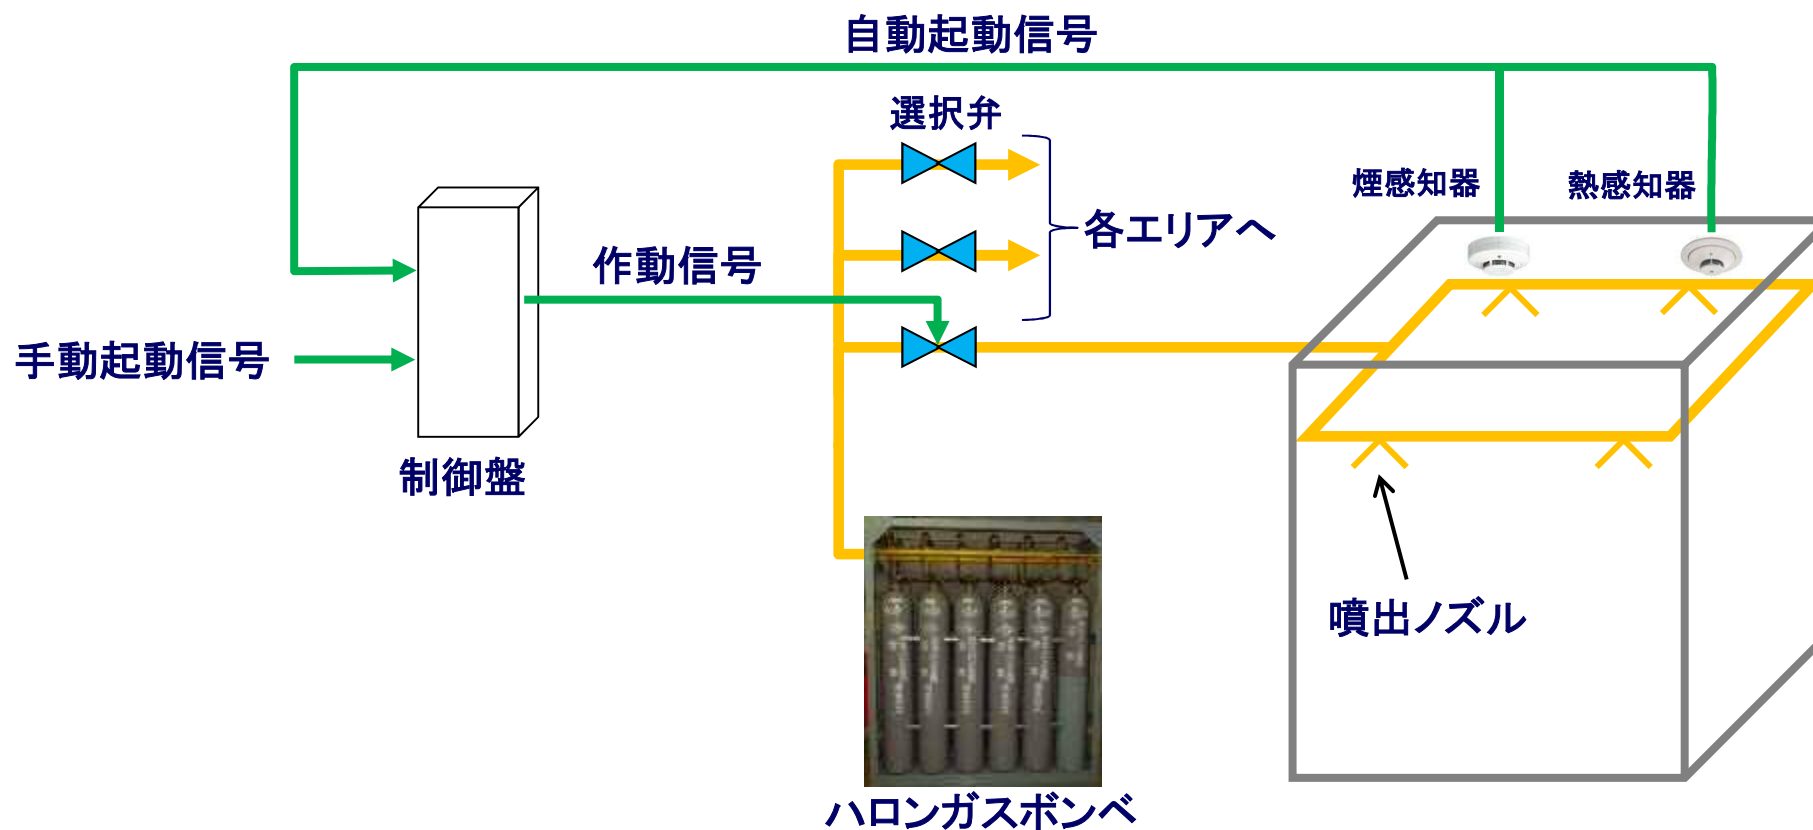 自動起動信号
選択弁
煙感知器
熱感知器
各エリアへ
作動信号
手動起動信号
制御盤
噴出ノズル
ハロンガスボンベ